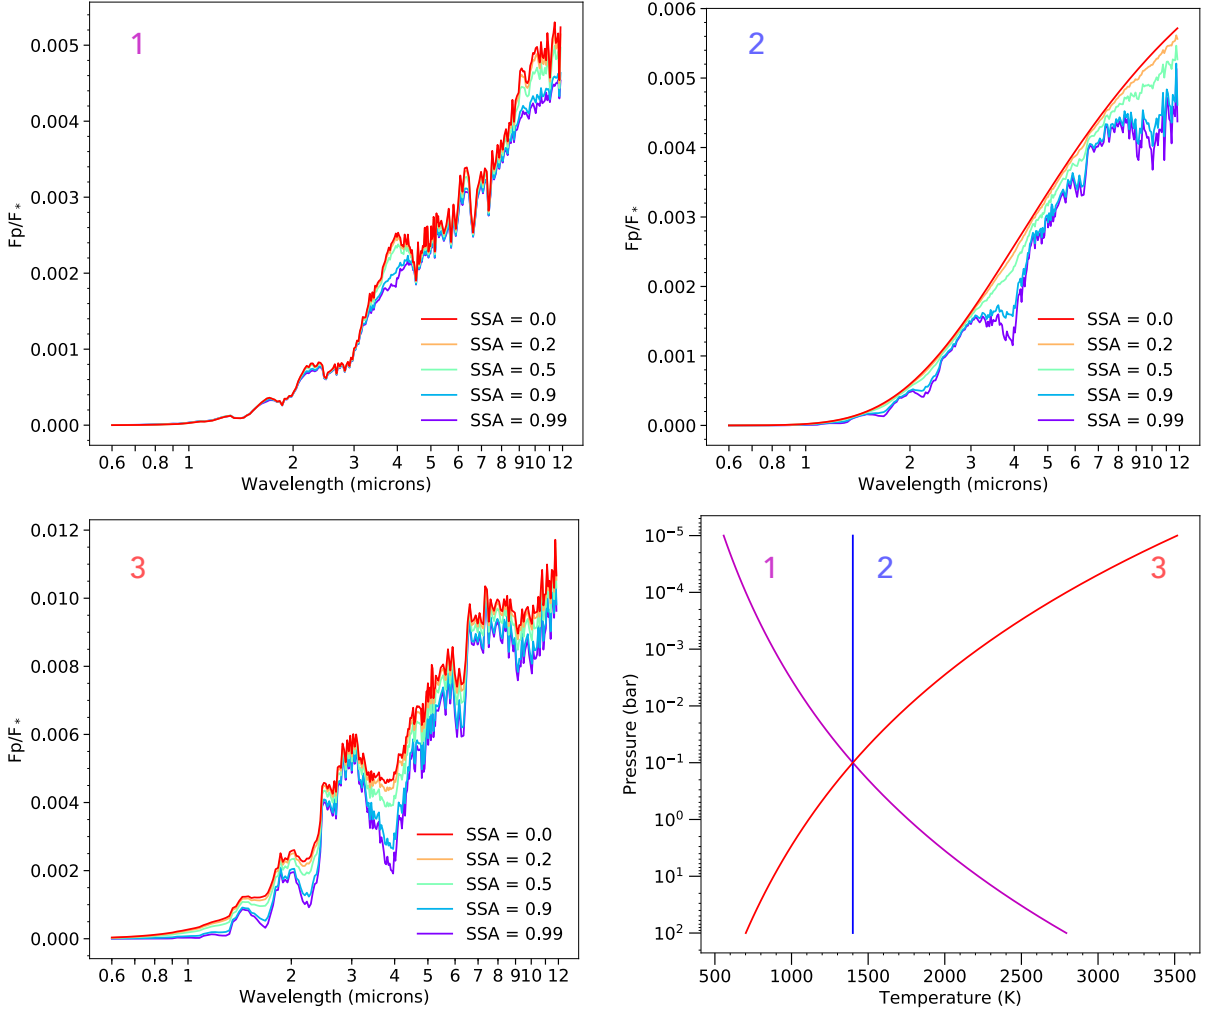 1
0.005
0.004
0.003
0.002
0.001
0.000
Fp/F*
SSA = 0.0
SSA = 0.2
SSA = 0.5
SSA = 0.9
SSA = 0.99
0.6 0.8 1 2 3 4 5 6 7 8 9 10 12
Wavelength (microns)
2
0.006
0.005
0.004
0.003
0.002
0.001
0.000
Fp/F*
SSA = 0.0
SSA = 0.2
SSA = 0.5
SSA = 0.9
SSA = 0.99
0.6 0.8 1 2 3 4 5 6 7 8 9 10 12
Wavelength (microns)
3
0.012
0.010
0.008
0.006
0.004
0.002
0.000
Fp/F*
SSA = 0.0
SSA = 0.2
SSA = 0.5
SSA = 0.9
SSA = 0.99
0.6 0.8 1 2 3 4 5 6 7 8 9 10 12
Wavelength (microns)
1 2 3
10⁻⁵
10⁻⁴
10⁻³
10⁻²
10⁻¹
10⁰
10¹
10²
Pressure (bar)
500 1000 1500 2000 2500 3000 3500
Temperature (K)